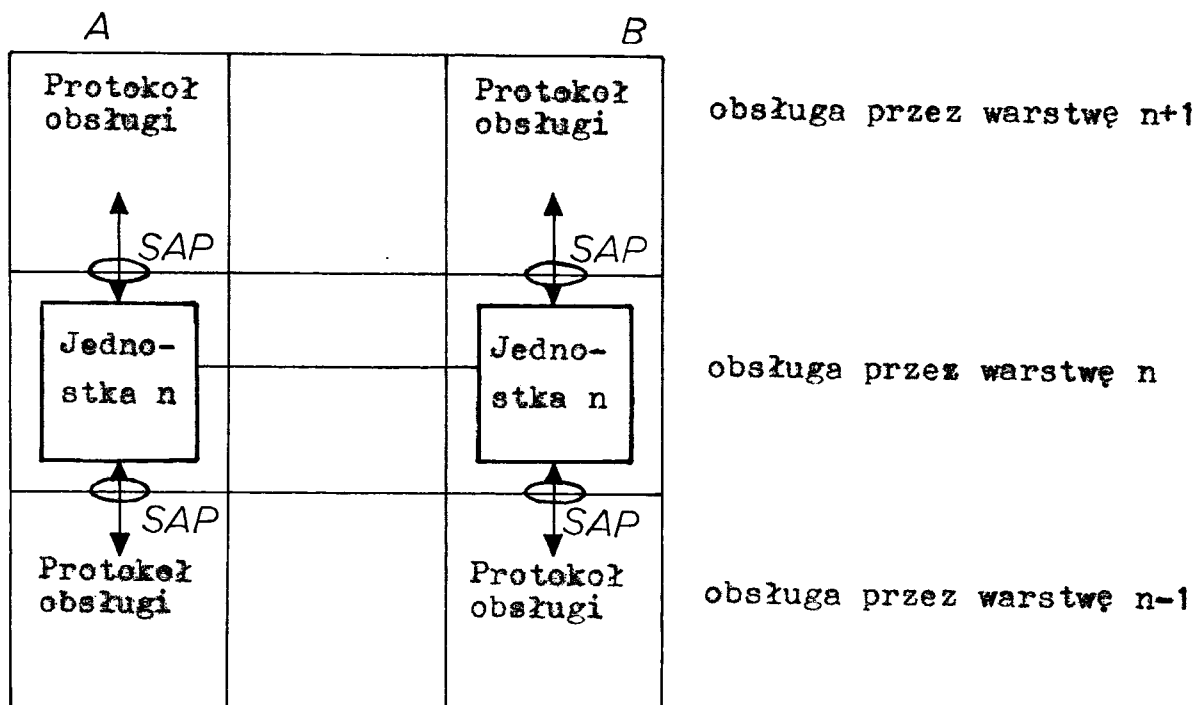 A
B
Protokoł
obsługi
Protokoł
obsługi
obsługa przez warstwę n+1
SAP
SAP
Jedno-
stka n
Jedno-
stka n
obsługa przez warstwę n
SAP
SAP
Protokoł
obsługi
Protokoł
obsługi
obsługa przez warstwę n-1